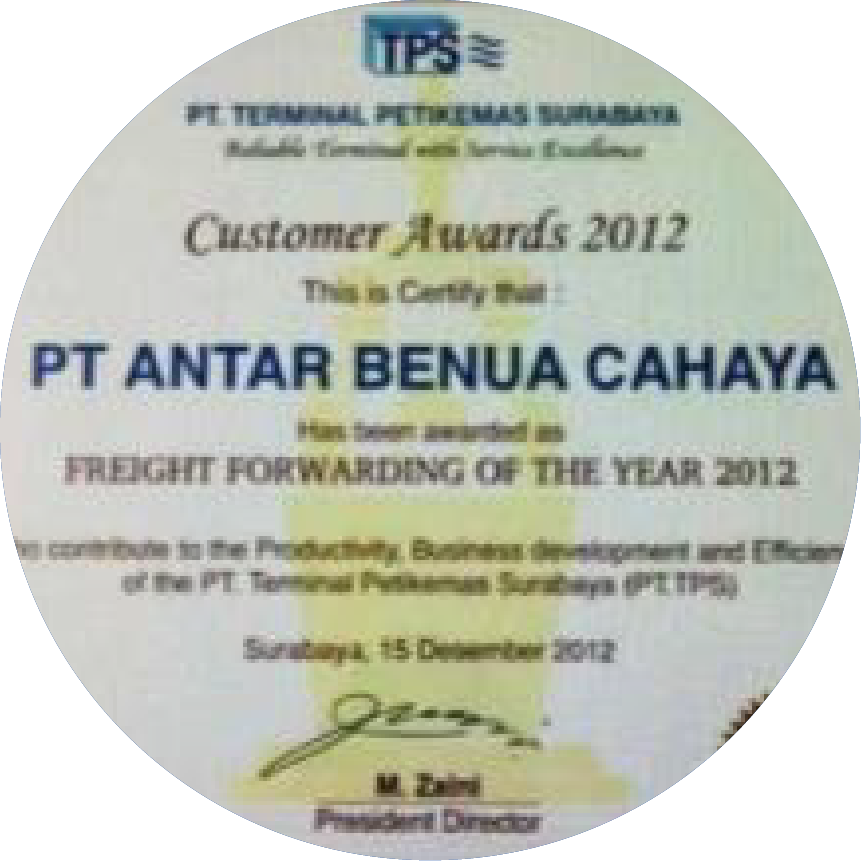 TPS
PT. TERMINAL PETIKEMAS SURABAYA
Reliable Terminal with Service Excellence
Customer Awards 2012
This is Certify that :
PT ANTAR BENUA CAHAYA
Has been awarded as
FREIGHT FORWARDING OF THE YEAR 2012
to contribute to the Productivity, Business development and Efficien
of the PT. Terminal Petikemas Surabaya (PT.TPS)
Surabaya, 15 Desember 2012
M. Zaini
President Director